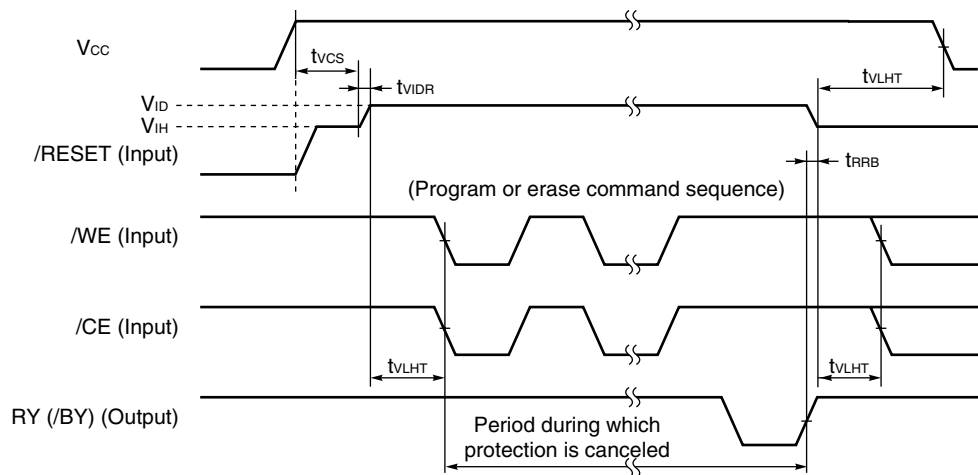 VCC
tVCS
tVLHT
tVIDR
VID
VIH
/RESET (Input)
tRRB
(Program or erase command sequence)
/WE (Input)
/CE (Input)
tVLHT
tVLHT
RY (/BY) (Output)
Period during which
protection is canceled